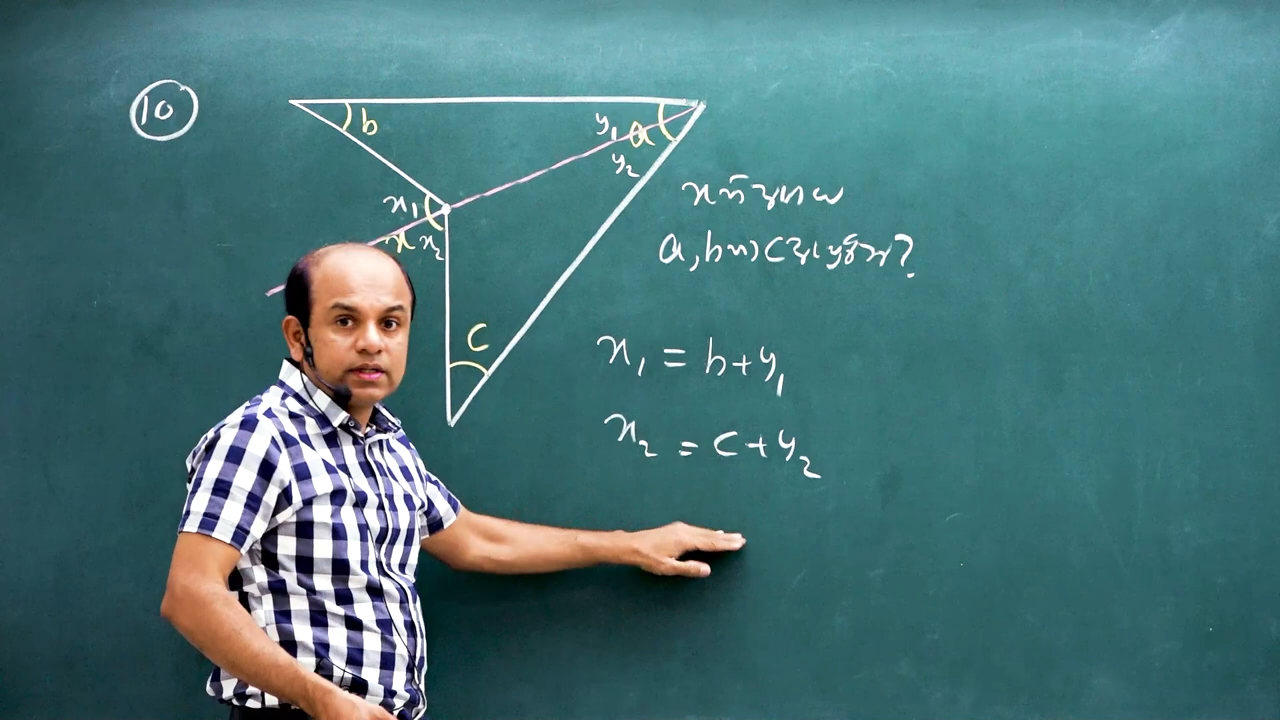 10
b
y₁
a
y₂
x₁
x
x₂
c
a, b
c
?
x₁ = b + y₁
x₂ = c + y₂